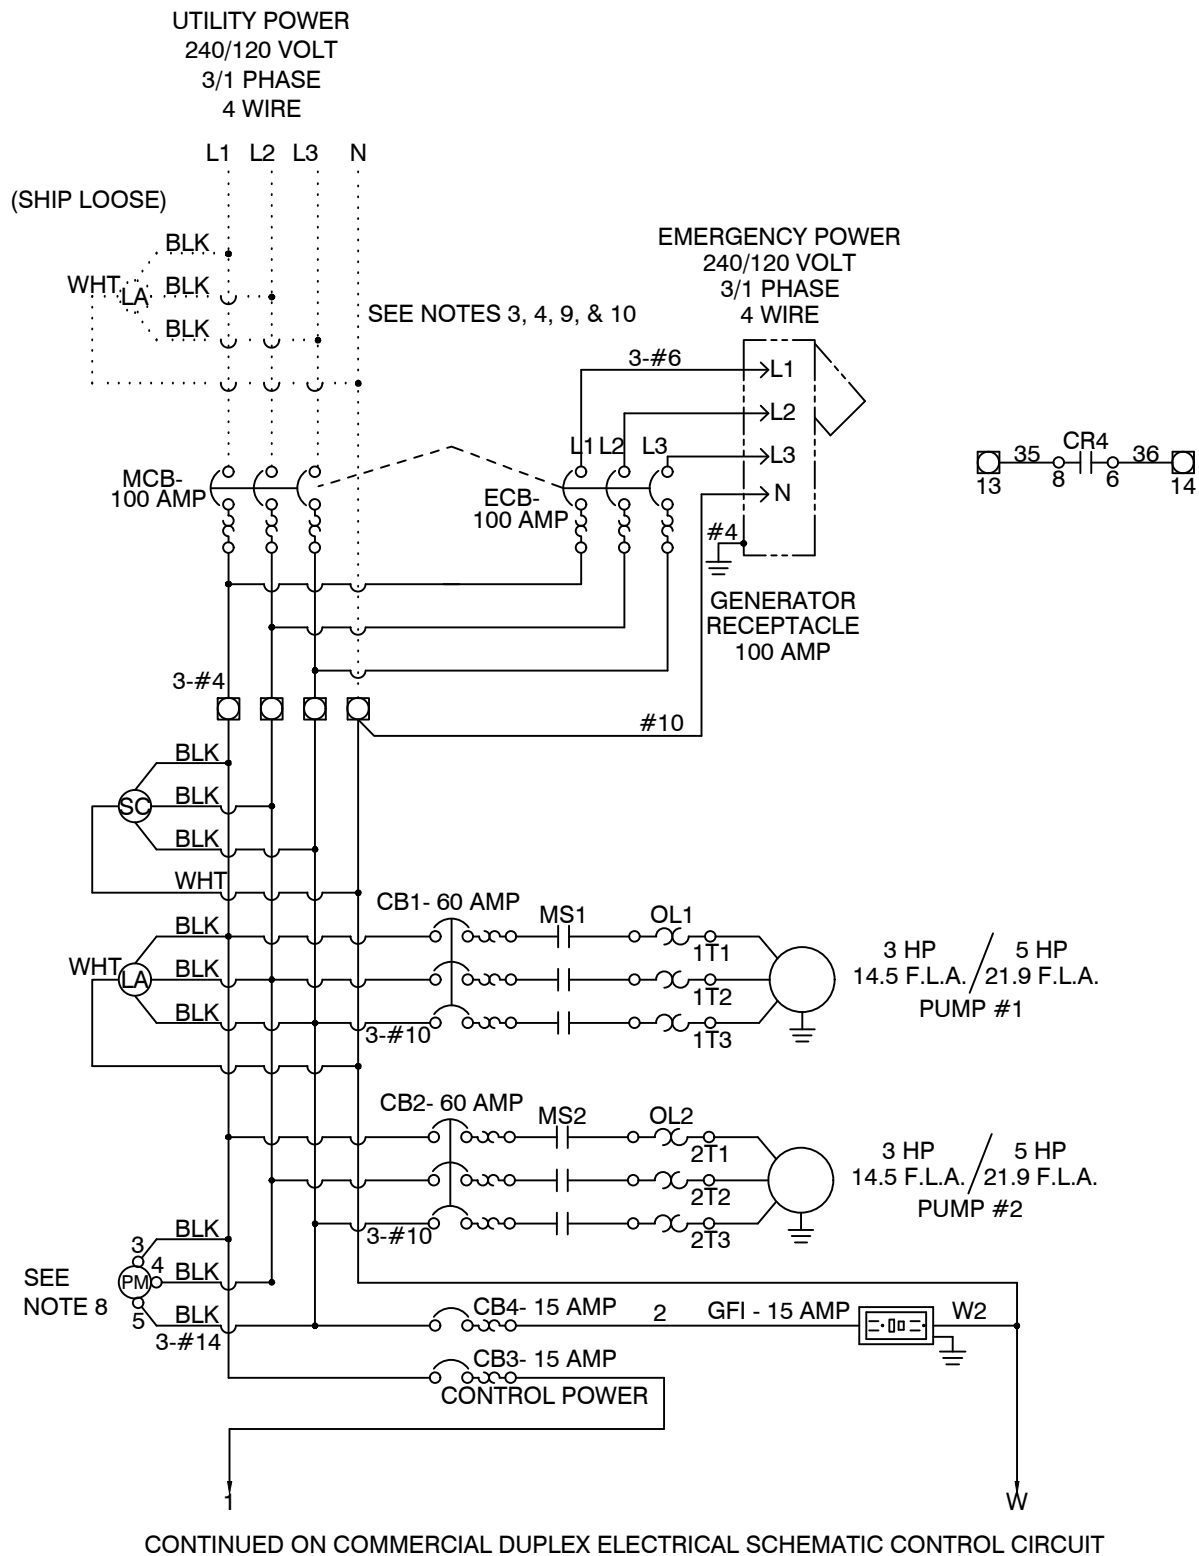 UTILITY POWER
240/120 VOLT
3/1 PHASE
4 WIRE
L1 L2 L3 N
(SHIP LOOSE)
BLK
WHT LA BLK
BLK
SEE NOTES 3, 4, 9, & 10
EMERGENCY POWER
240/120 VOLT
3/1 PHASE
4 WIRE
3-#6
L1
L2
L3
N
L1 L2 L3
MCB-
100 AMP
ECB-
100 AMP
#4
GENERATOR
RECEPTACLE
100 AMP
35 CR4 36
13 8 6 14
3-#4
#10
BLK
SC BLK
BLK
WHT
CB1- 60 AMP MS1 OL1
BLK
1T1
WHT LA BLK
1T2
BLK
3-#10
1T3
3 HP / 5 HP
14.5 F.L.A. / 21.9 F.L.A.
PUMP #1
CB2- 60 AMP MS2 OL2
2T1
2T2
3-#10
2T3
3 HP / 5 HP
14.5 F.L.A. / 21.9 F.L.A.
PUMP #2
SEE
NOTE 8
3 BLK
PM 4 BLK
5 BLK
3-#14
CB4- 15 AMP 2 GFI - 15 AMP W2
CB3- 15 AMP
CONTROL POWER
1 W
CONTINUED ON COMMERCIAL DUPLEX ELECTRICAL SCHEMATIC CONTROL CIRCUIT